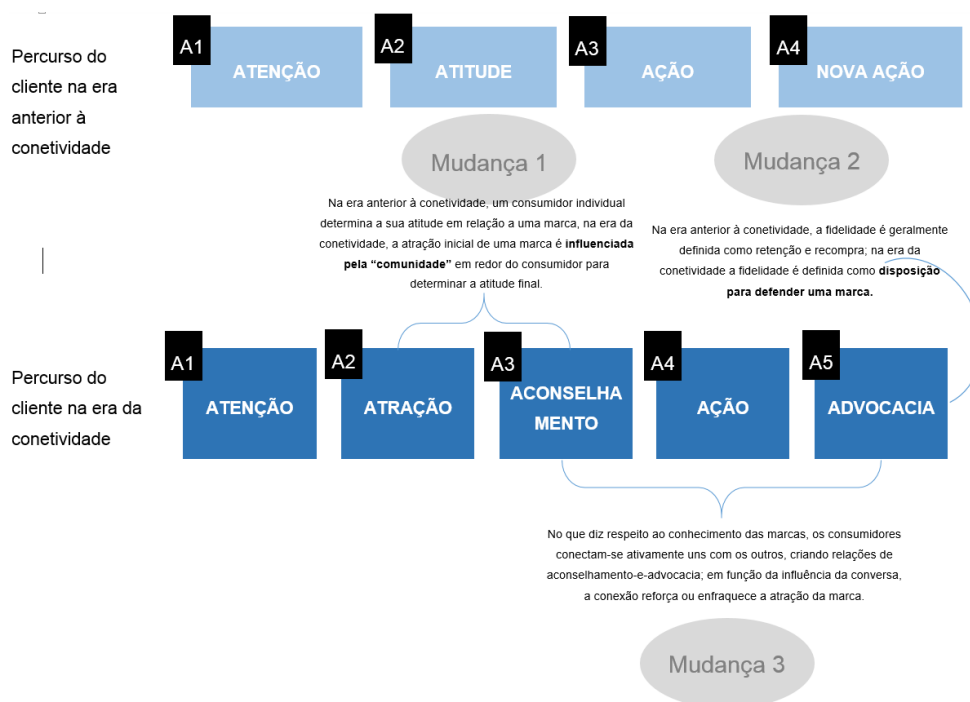 Percurso do
cliente na era
anterior à
conetividade
A1
ATENÇÃO
A2
ATITUDE
A3
AÇÃO
A4
NOVA AÇÃO
Mudança 1
Na era anterior à conetividade, um consumidor individual
determina a sua atitude em relação a uma marca, na era da
conetividade, a atração inicial de uma marca é influenciada
pela “comunidade” em redor do consumidor para
determinar a atitude final.
Mudança 2
Na era anterior à conetividade, a fidelidade é geralmente
definida como retenção e recompra; na era da
conetividade a fidelidade é definida como disposição
para defender uma marca.
Percurso do
cliente na era da
conetividade
A1
ATENÇÃO
A2
ATRAÇÃO
A3
ACONSELHA
MENTO
A4
AÇÃO
A5
ADVOCACIA
No que diz respeito ao conhecimento das marcas, os consumidores
conectam-se ativamente uns com os outros, criando relações de
aconselhamento-e-advocacia; em função da influência da conversa,
a conexão reforça ou enfraquece a atração da marca.
Mudança 3